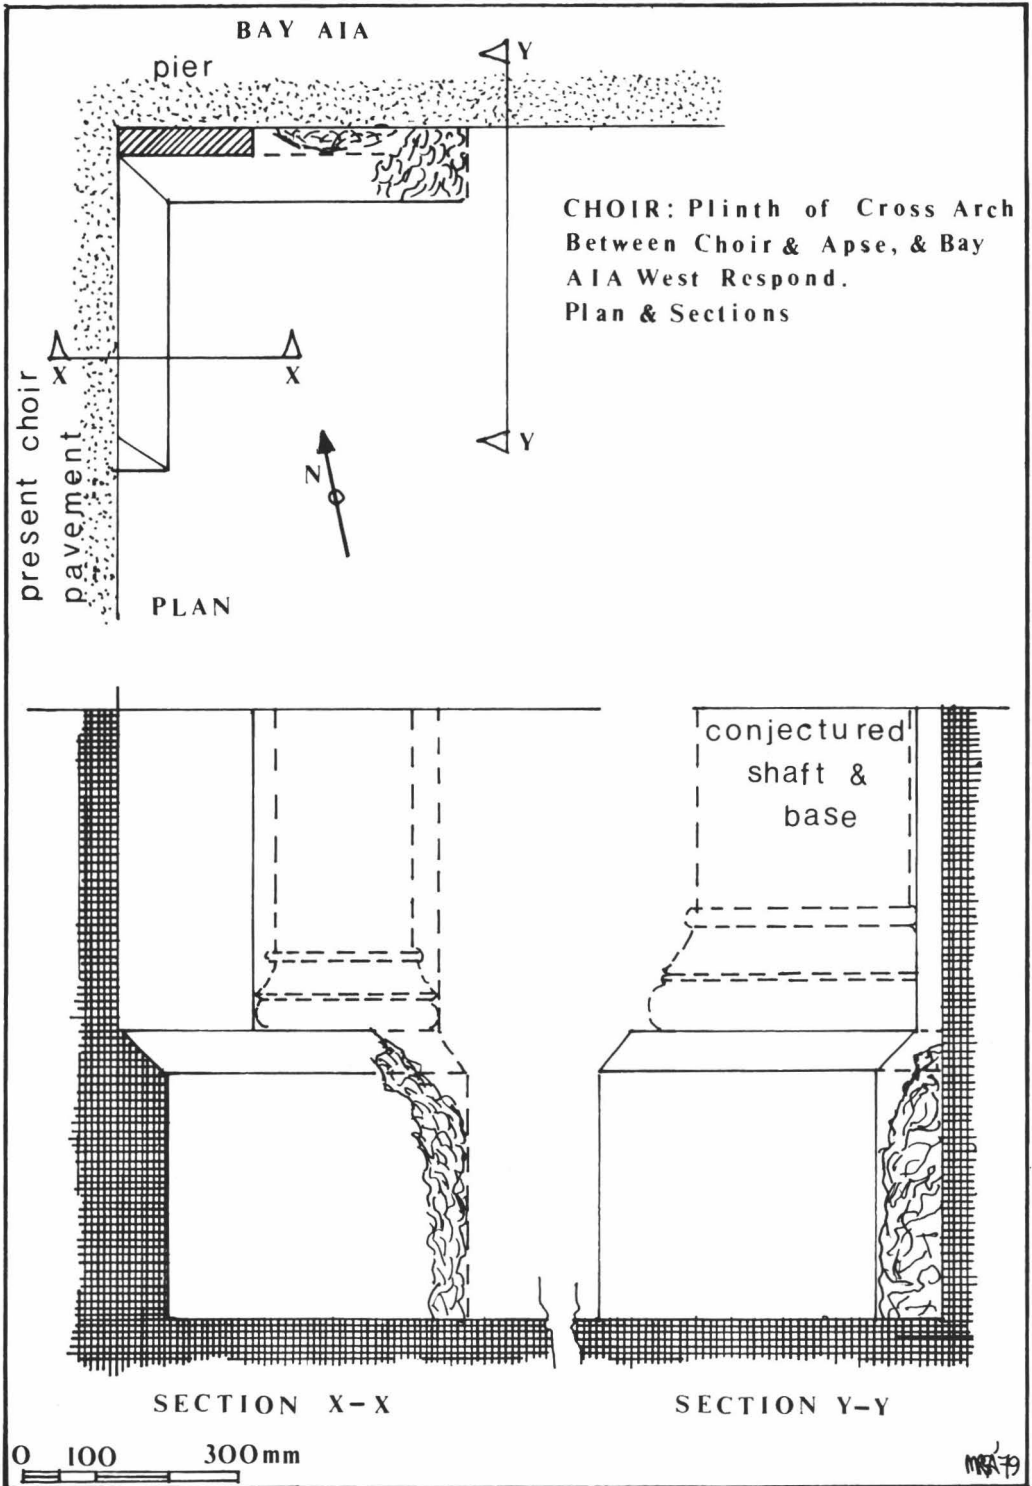 BAY AIA
pier
Y
CHOIR: Plinth of Cross Arch
Between Choir & Apse, & Bay
AIA West Respond.
Plan & Sections
X X
present choir
pavement
Y
N
PLAN
conjectured
shaft &
base
SECTION X-X
SECTION Y-Y
0 100 300mm
'79